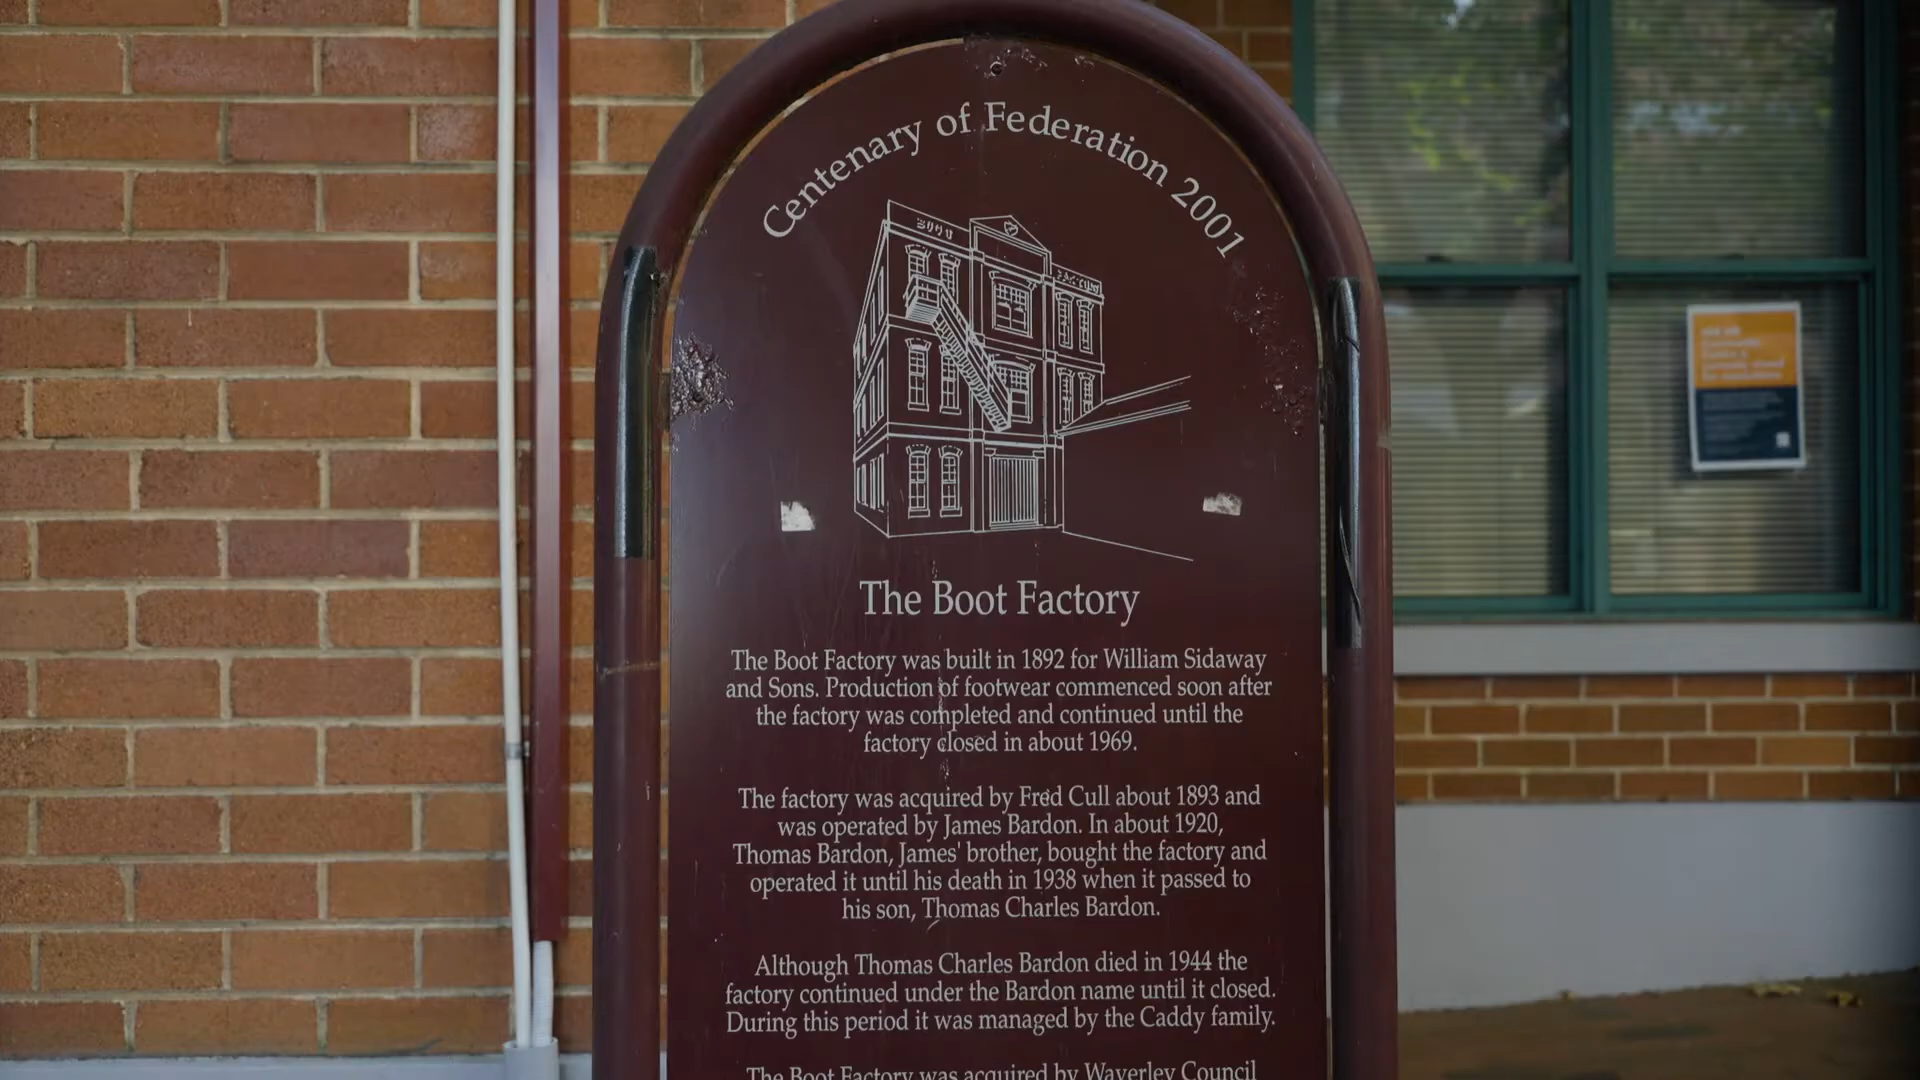 Centenary of Federation 2001
The Boot Factory
The Boot Factory was built in 1892 for William Sidaway
and Sons. Production of footwear commenced soon after
the factory was completed and continued until the
factory closed in about 1969.
The factory was acquired by Fred Cull about 1893 and
was operated by James Bardon. In about 1920,
Thomas Bardon, James' brother, bought the factory and
operated it until his death in 1938 when it passed to
his son, Thomas Charles Bardon.
Although Thomas Charles Bardon died in 1944 the
factory continued under the Bardon name until it closed.
During this period it was managed by the Caddy family.
The Boot Factory was acquired by Waverley Council